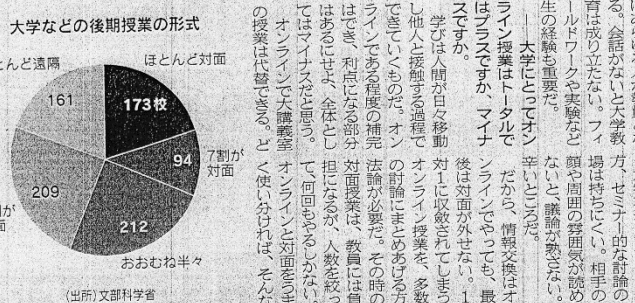 大学などの後期授業の形式
ほとんど対面
173校
7割が
対面
94
おおむね半々
212
209
161
とんど遠隔
が
面
(出所)文部科学省
る。会話がないと大学教
育は成り立たない。フィ
ールドワークや実験など
生の経験も重要だ。
――大学にとってオン
ライン授業はトータルで
はプラスですか、マイナ
スですか。
学びは人間が日々移動
し他人と接触する過程で
できていくものだ。オン
ラインである程度の補完
はでき、利点になる部分
はあるにせよ、全体とし
てはマイナスだと思う。
オンラインで大講義室
の授業は代替できる。ど
方、セミナー的な討論の
場は持ちにくい。相手の
顔や周囲の雰囲気が読め
ないと、議論が熟さない。
辛いところだ。
だから、情報交換はオ
ンラインでやっても、最
後は対面が外せない。1
対1に収斂されてしまう
オンライン授業を、多数
の討論にまとめあげる方
法論が必要だ。その時の
対面授業は、教員には負
担になるが、人数を絞っ
て、何回もやるしかない。
オンラインと対面をうま
く使い分ければ、そんな